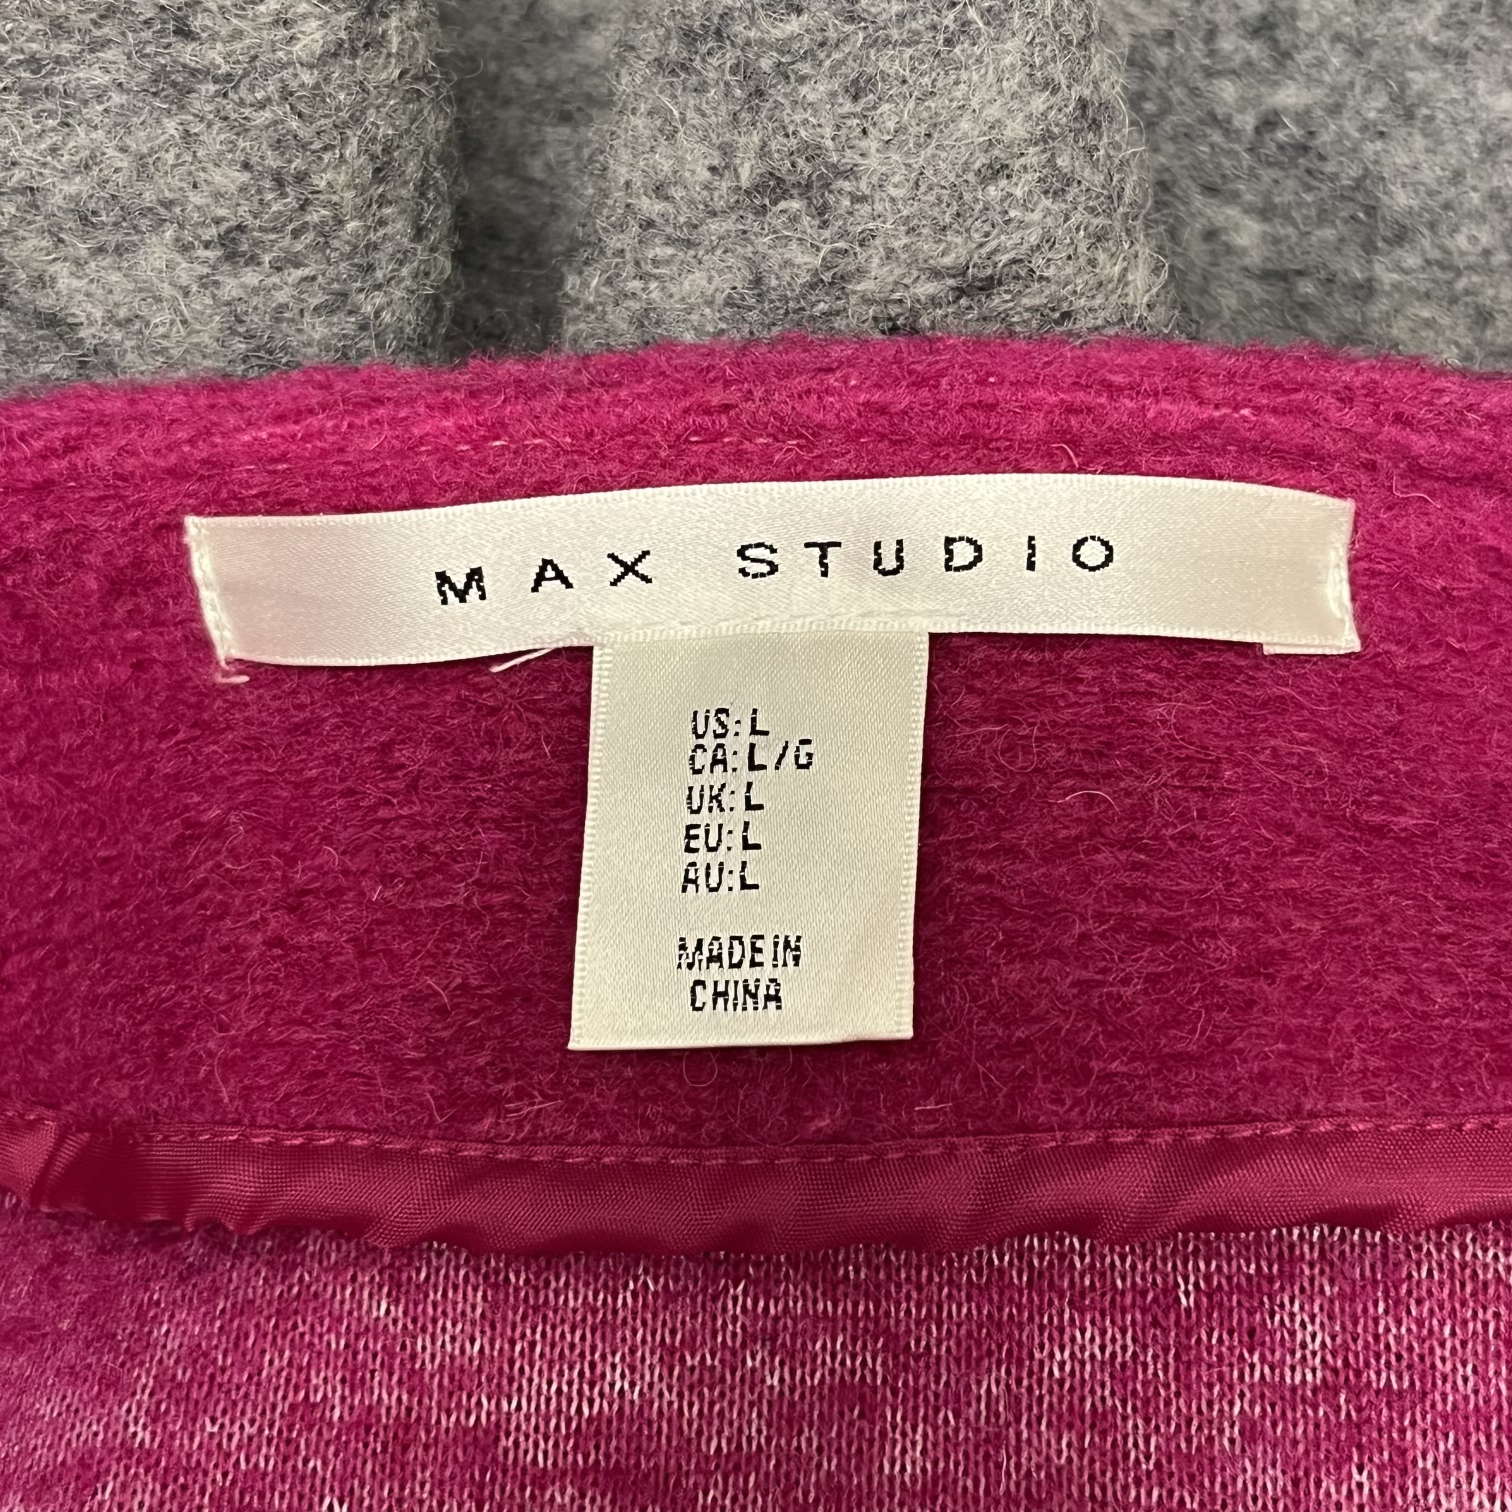 MAX STUDIO
US: L
CA: L/G
UK: L
EU: L
AU: L
MADE IN
CHINA